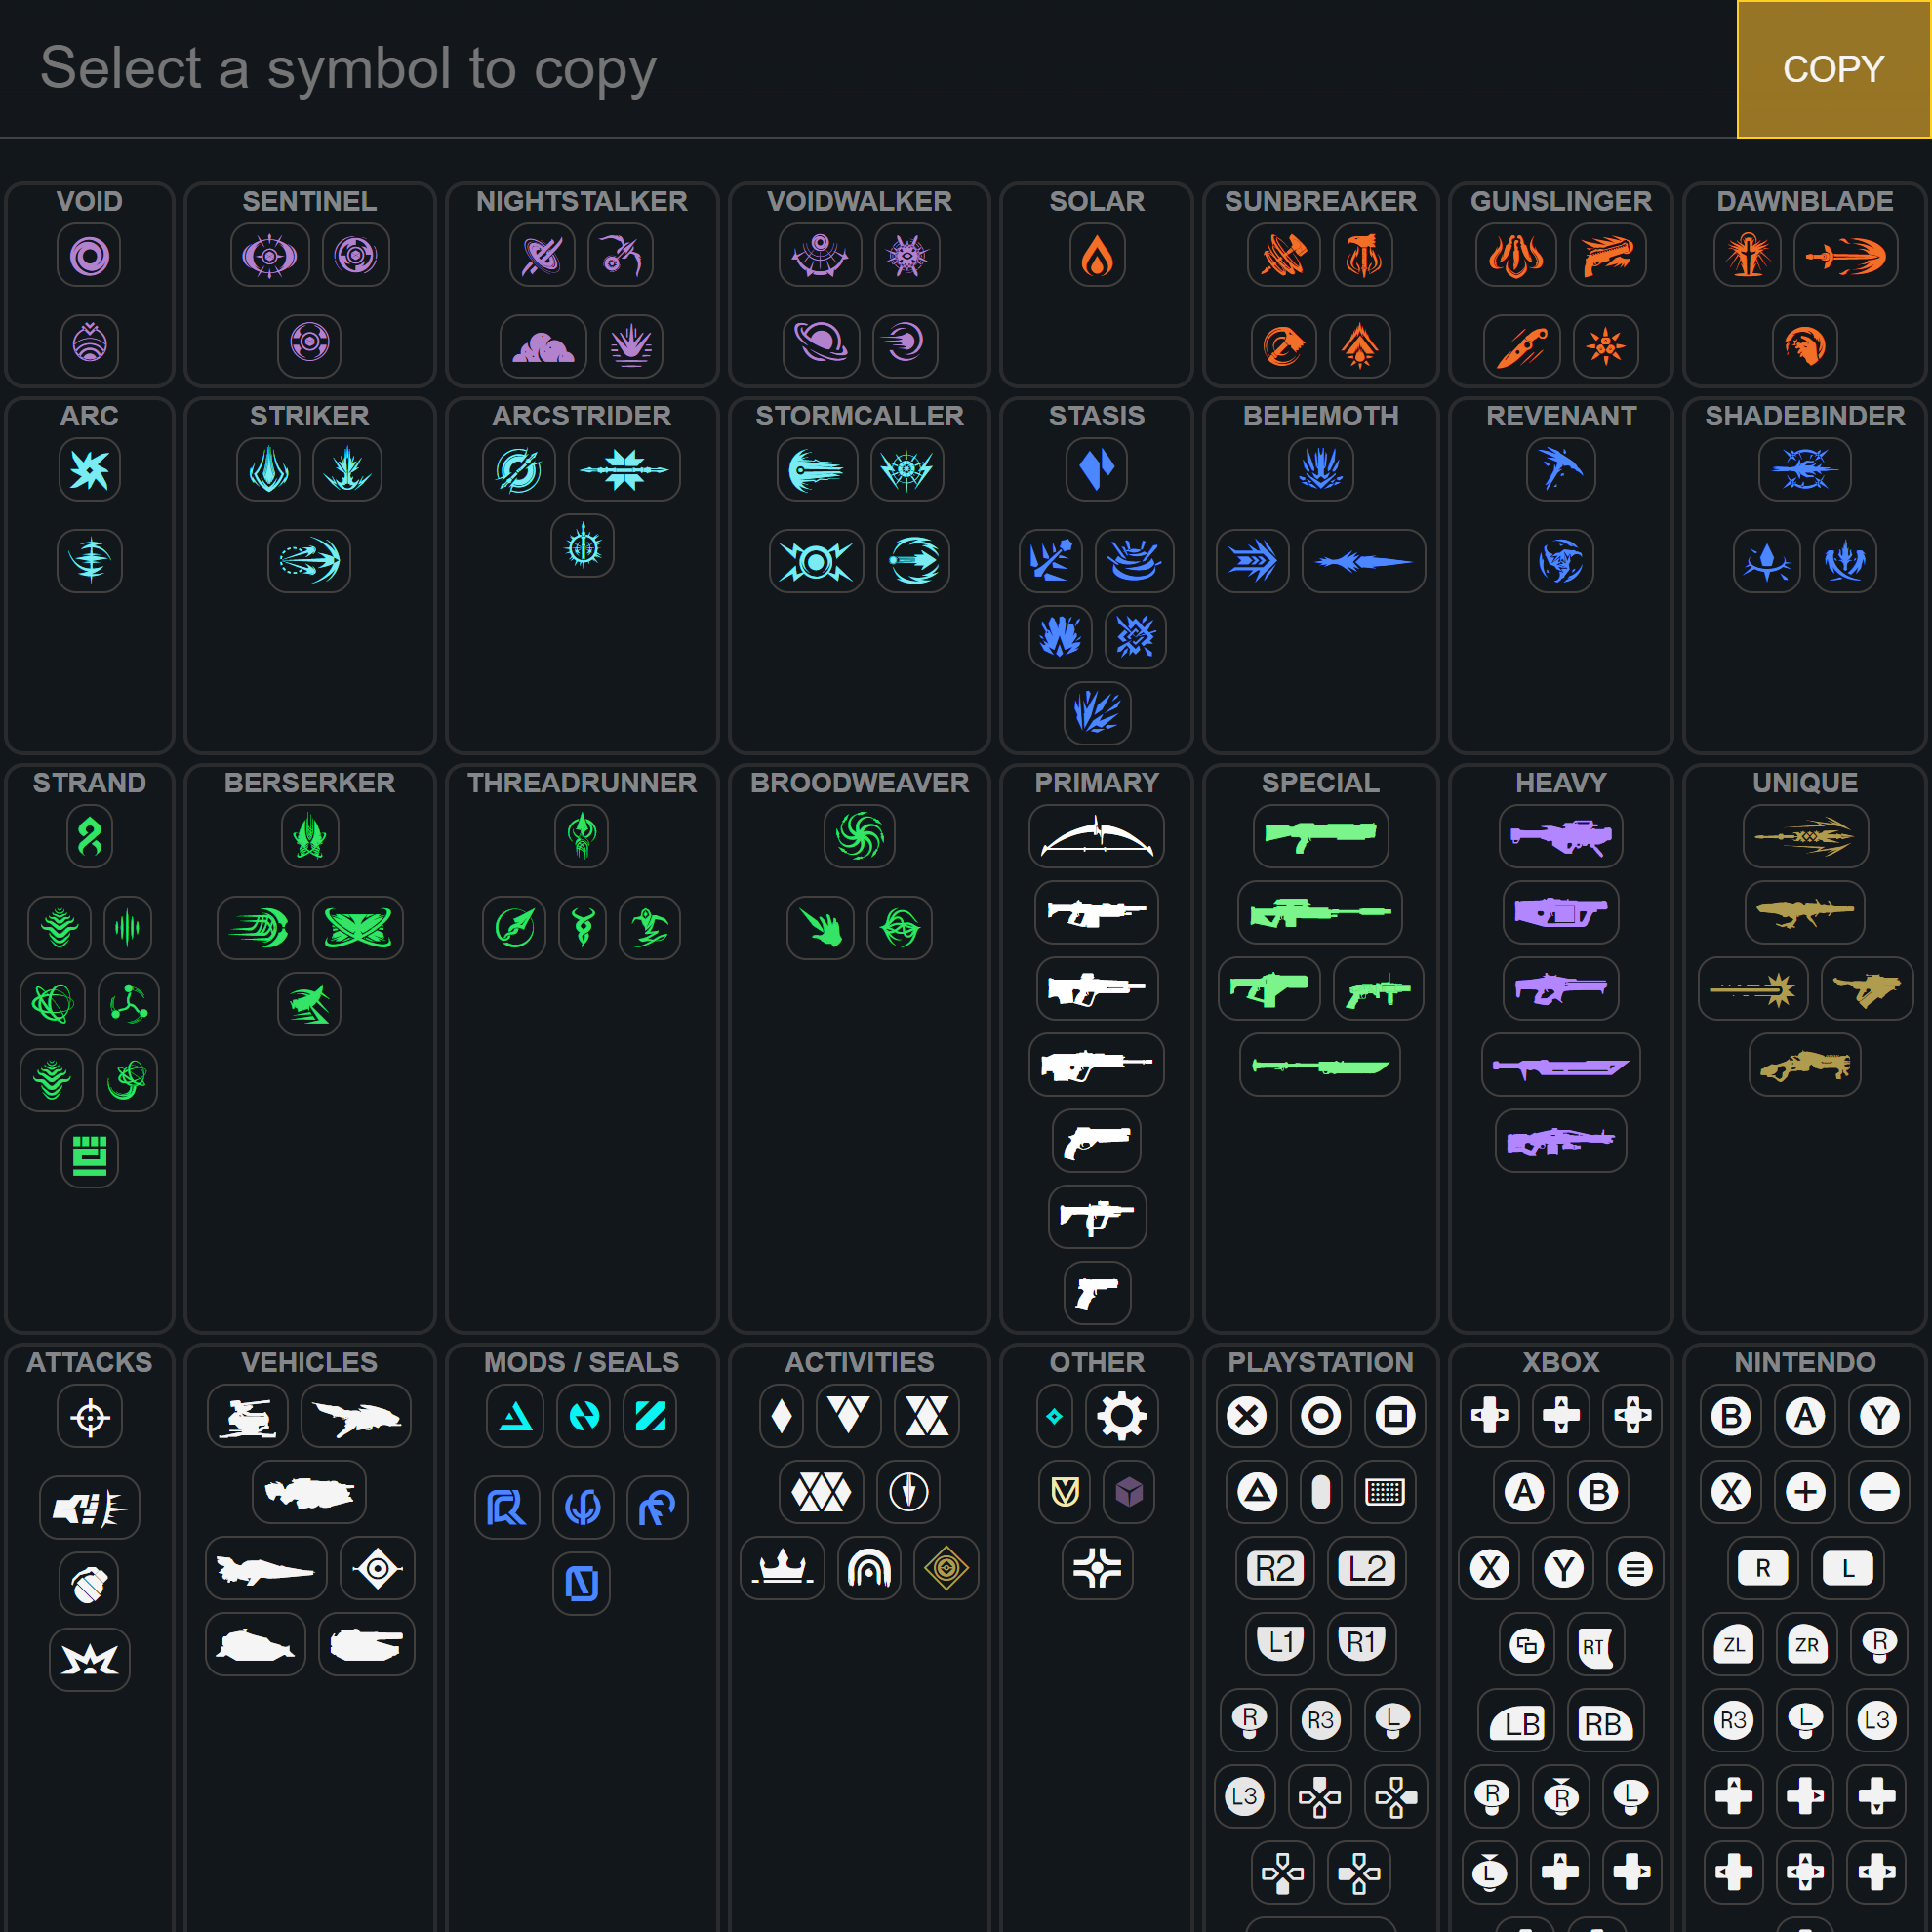 Select a symbol to copy
COPY
VOID
SENTINEL
NIGHTSTALKER
VOIDWALKER
SOLAR
SUNBREAKER
GUNSLINGER
DAWNBLADE
ARC
STRIKER
ARCSTRIDER
STORMCALLER
STASIS
BEHEMOTH
REVENANT
SHADEBINDER
STRAND
BERSERKER
THREADRUNNER
BROODWEAVER
PRIMARY
SPECIAL
HEAVY
UNIQUE
ATTACKS
VEHICLES
MODS / SEALS
ACTIVITIES
OTHER
PLAYSTATION
R2 L2
L1 R1
R R3 L
L3
XBOX
A B
X Y
RT
LB RB
R R L
L
NINTENDO
B A Y
X + −
R L
ZL ZR R
R3 L L3